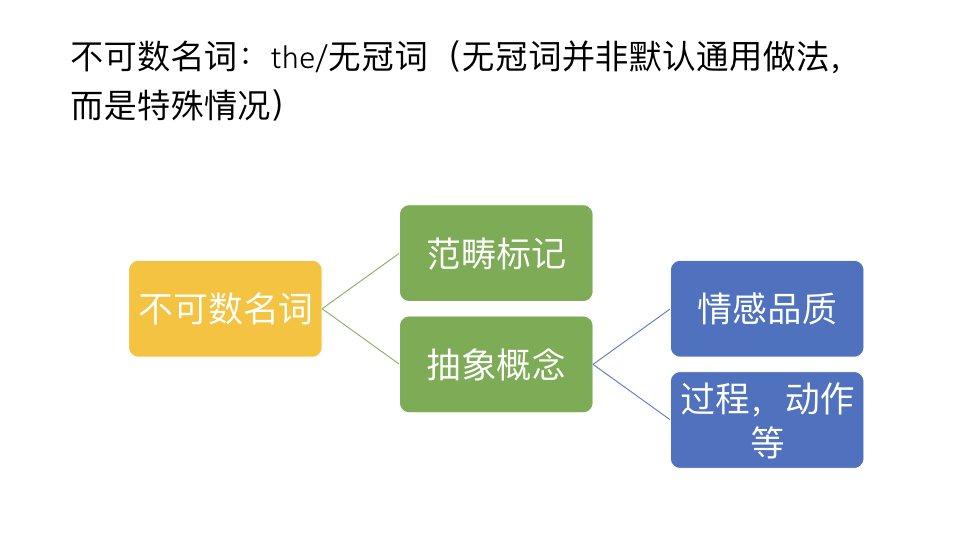 不可数名词：the/无冠词（无冠词并非默认通用做法，
而是特殊情况）
范畴标记
不可数名词
情感品质
抽象概念
过程，动作
等